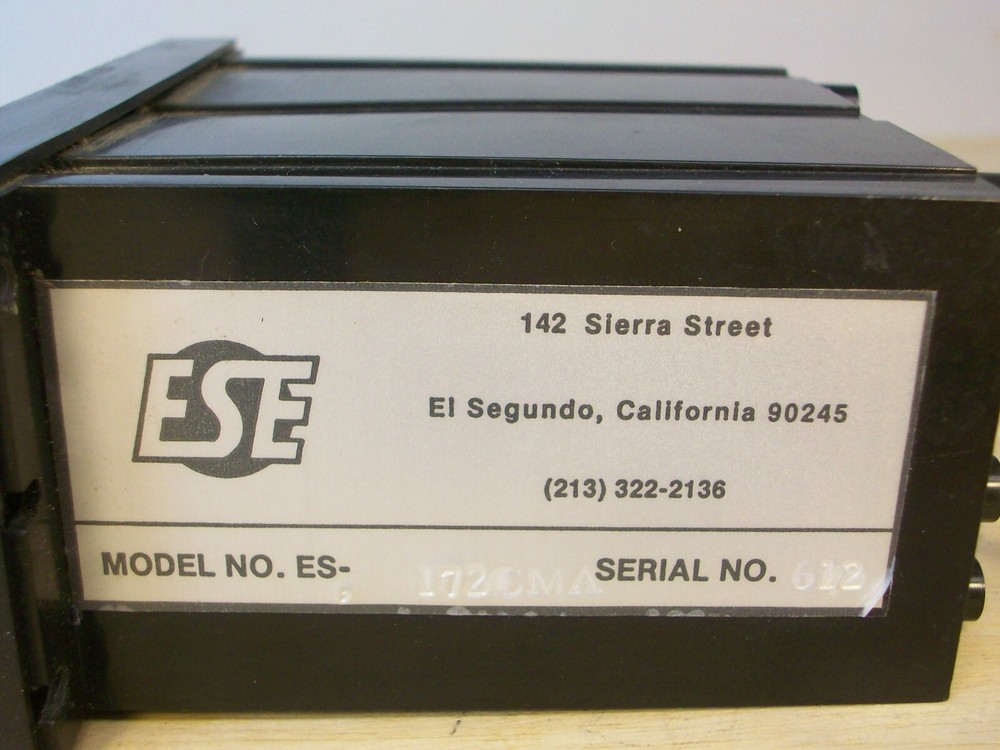 ESE
142 Sierra Street
El Segundo, California 90245
(213) 322-2136
MODEL NO. ES- 172CMA SERIAL NO. 612